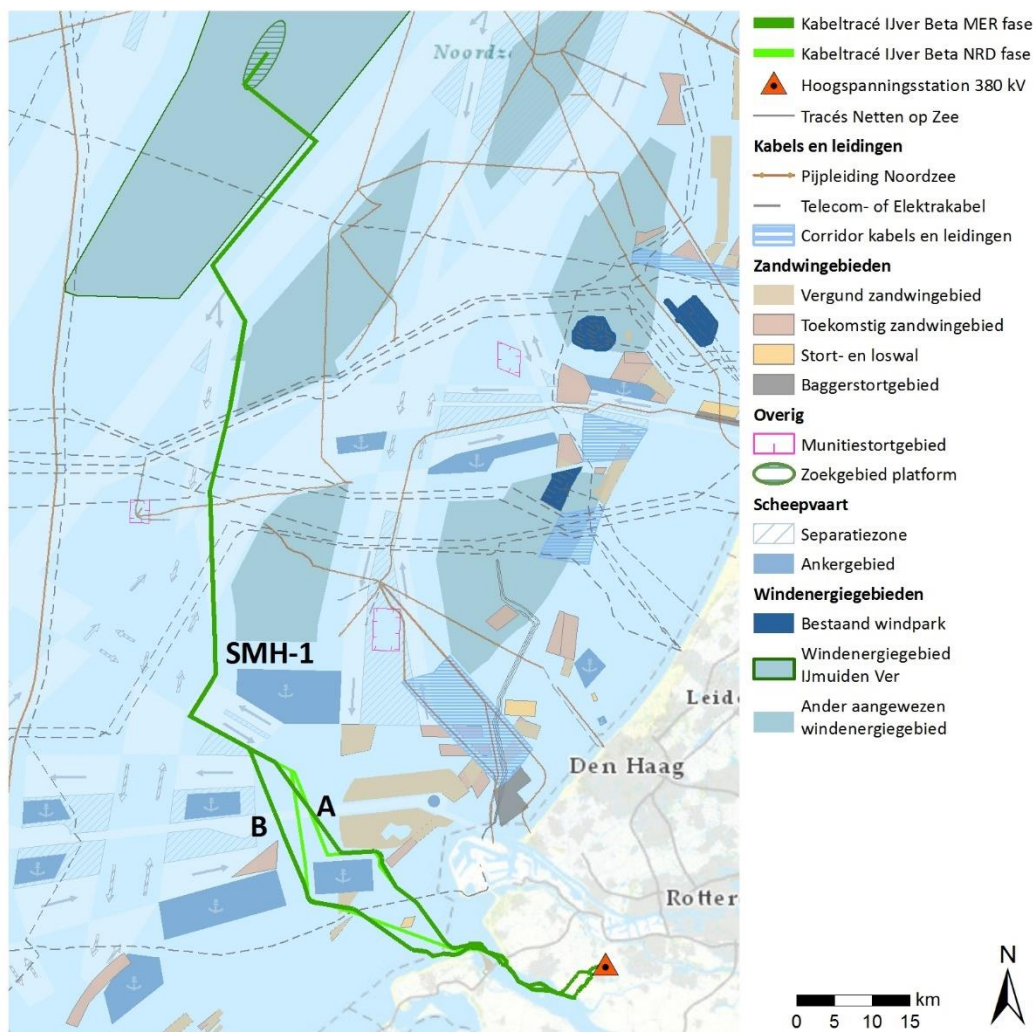 Noordz
SMH-1
A
B
Leide
Den Haag
Rotter
Kabeltracé IJver Beta MER fase
Kabeltracé IJver Beta NRD fase
Hoogspanningsstation 380 kV
Tracés Netten op Zee
Kabels en leidingen
Pijpleiding Noordzee
Telecom- of Elektrakabel
Corridor kabels en leidingen
Zandwingebieden
Vergund zandwingebied
Toekomstig zandwingebied
Stort- en loswal
Baggerstortgebied
Overig
Munitiestortgebied
Zoekgebied platform
Scheepvaart
Separatiezone
Ankergebied
Windenergiegebieden
Bestaand windpark
Windenergiegebied
IJmuiden Ver
Ander aangewezen
windenergiegebied
N
km
0 5 10 15